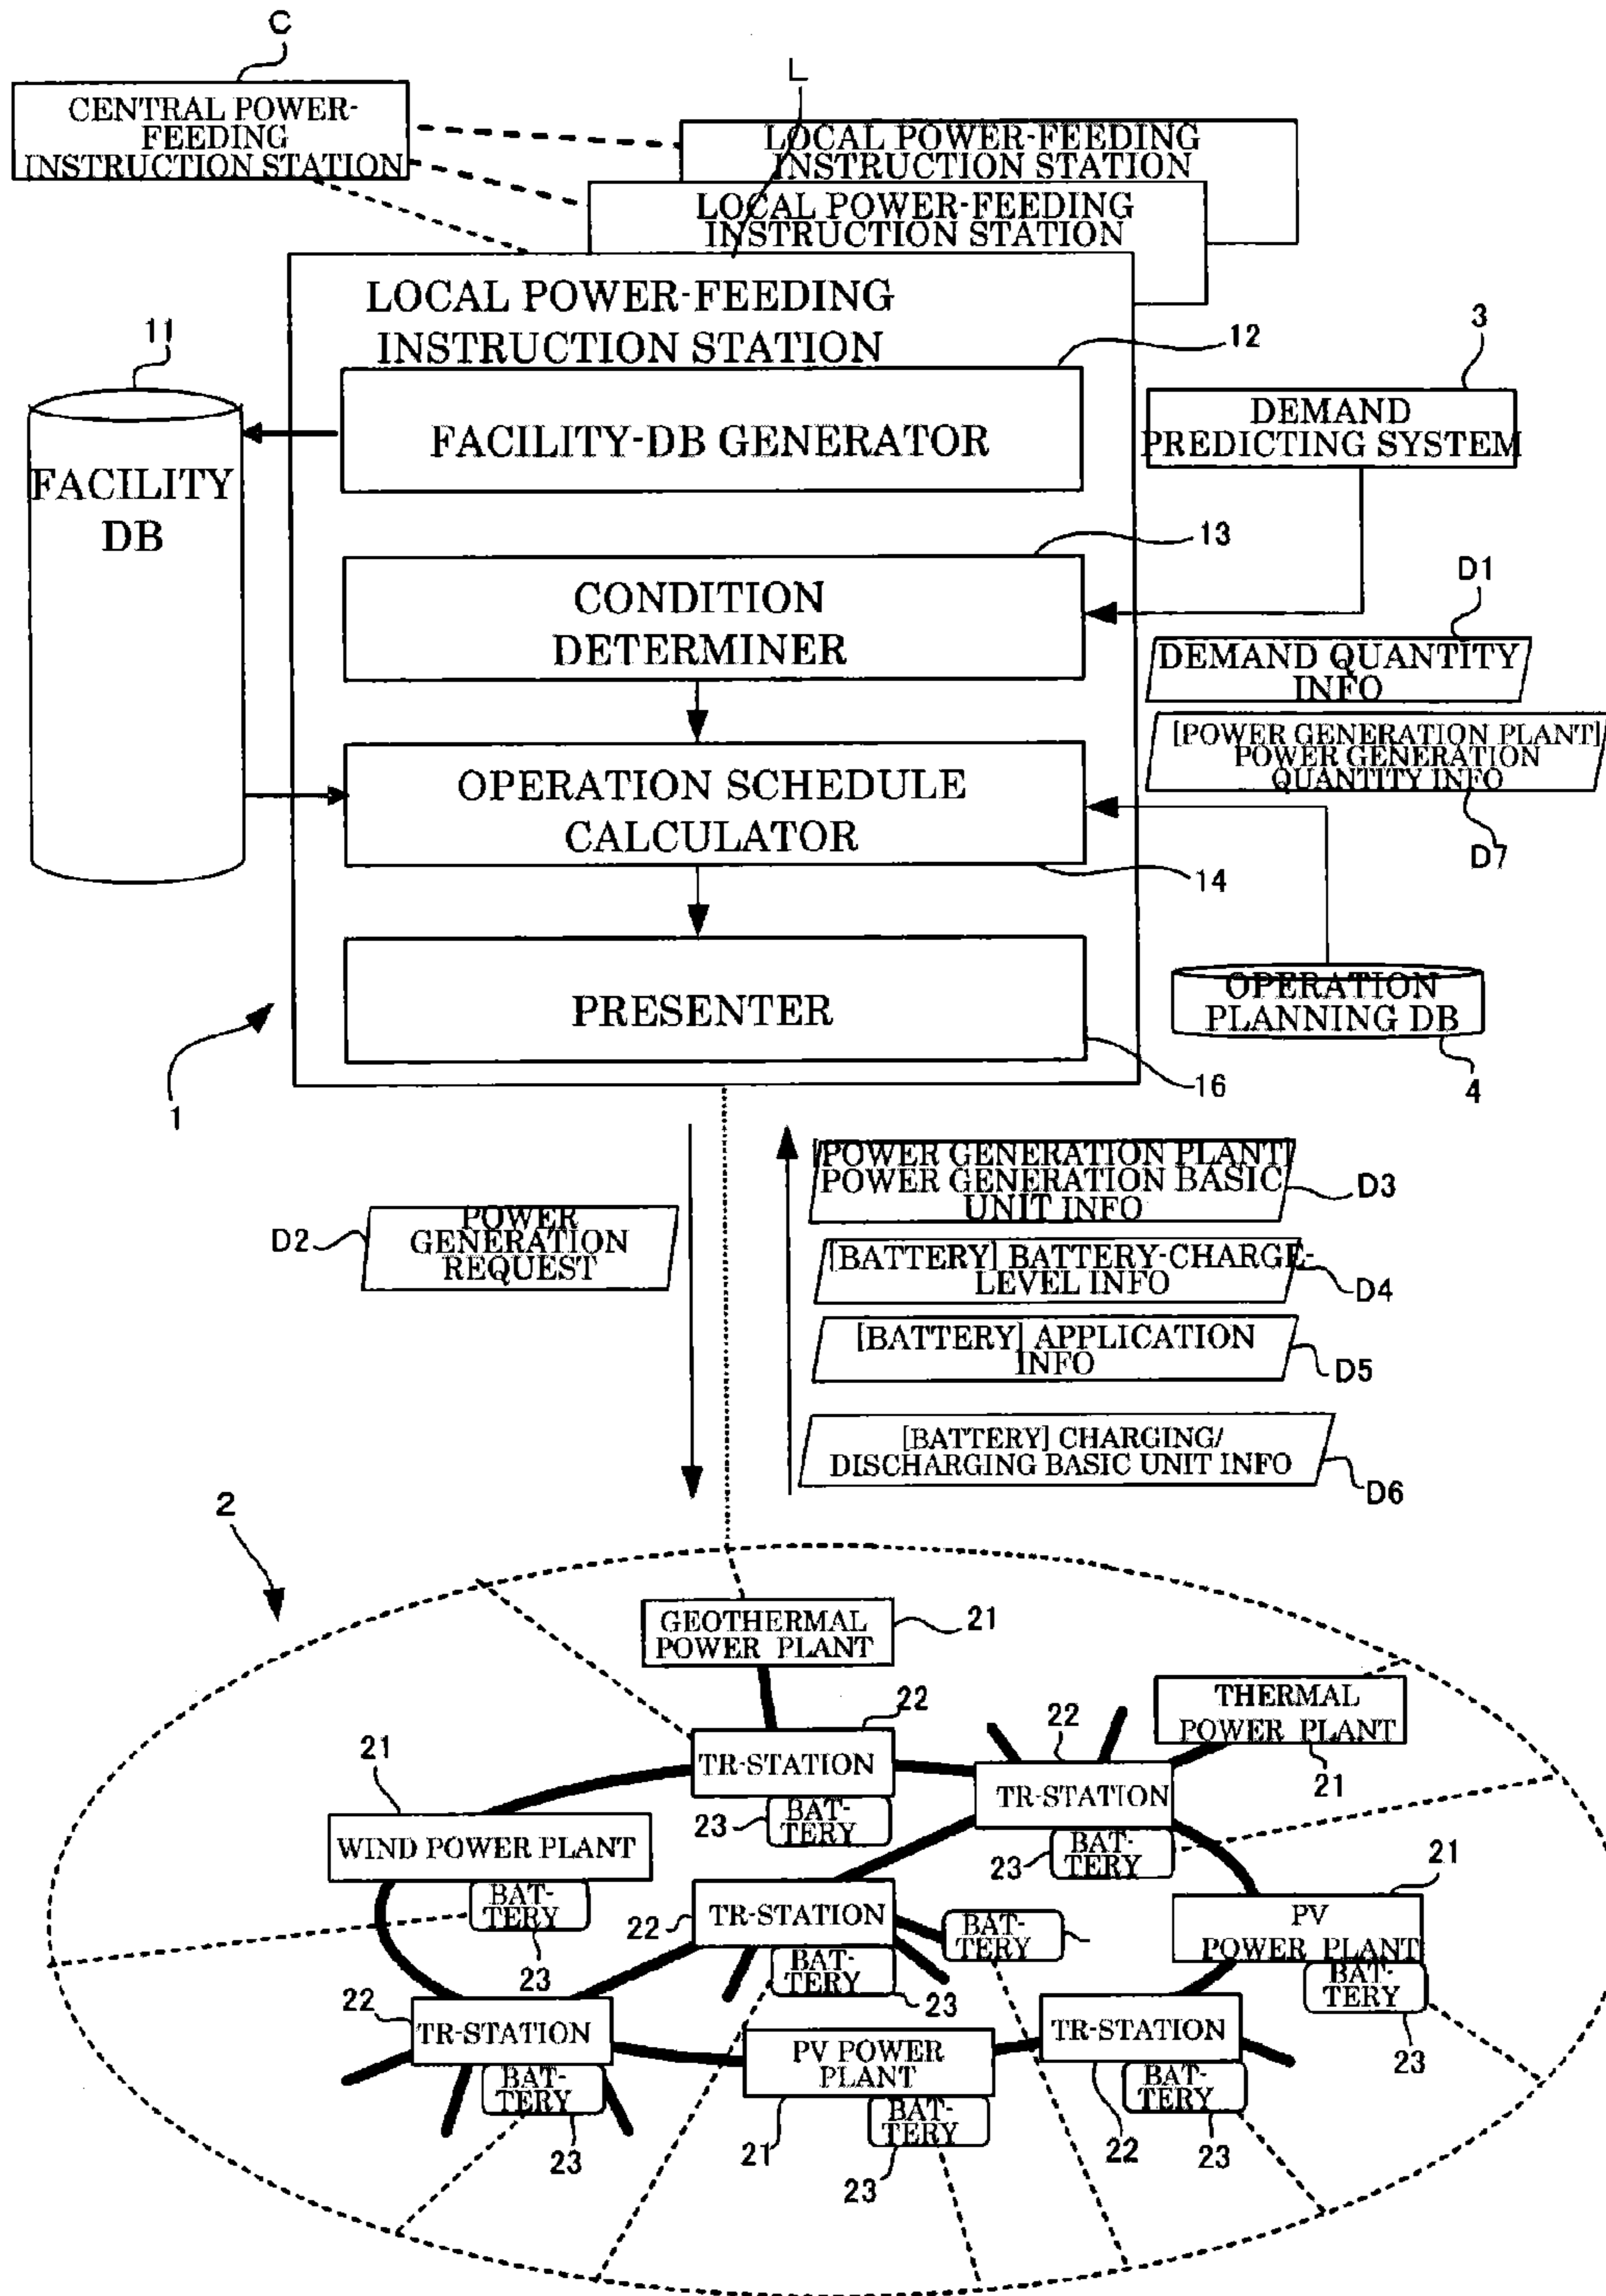 C
L
CENTRAL POWER-
FEEDING
INSTRUCTION STATION
LOCAL POWER-FEEDING
INSTRUCTION STATION
LOCAL POWER-FEEDING
INSTRUCTION STATION
LOCAL POWER-FEEDING
INSTRUCTION STATION
11
12
3
FACILITY
DB
FACILITY-DB GENERATOR
DEMAND
PREDICTING SYSTEM
13
CONDITION
DETERMINER
D1
DEMAND QUANTITY
INFO
[POWER GENERATION PLANT]
POWER GENERATION
QUANTITY INFO
D7
OPERATION SCHEDULE
CALCULATOR
14
PRESENTER
OPERATION
PLANNING DB
4
1
16
D2
POWER
GENERATION
REQUEST
[POWER GENERATION PLANT]
POWER GENERATION BASIC
UNIT INFO
D3
[BATTERY] BATTERY-CHARGE-
LEVEL INFO
D4
[BATTERY] APPLICATION
INFO
D5
[BATTERY] CHARGING/
DISCHARGING BASIC UNIT INFO
D6
2
GEOTHERMAL
POWER PLANT
21
THERMAL
POWER PLANT
21
22
TR-STATION
22
TR-STATION
23
BAT-
TERY
23
BAT-
TERY
21
WIND POWER PLANT
BAT-
TERY
23
22
TR-STATION
BAT-
TERY
23
BAT-
TERY
21
PV
POWER PLANT
BAT-
TERY
23
22
TR-STATION
BAT-
TERY
23
PV POWER
PLANT
21
BAT-
TERY
23
TR-STATION
22
BAT-
TERY
23